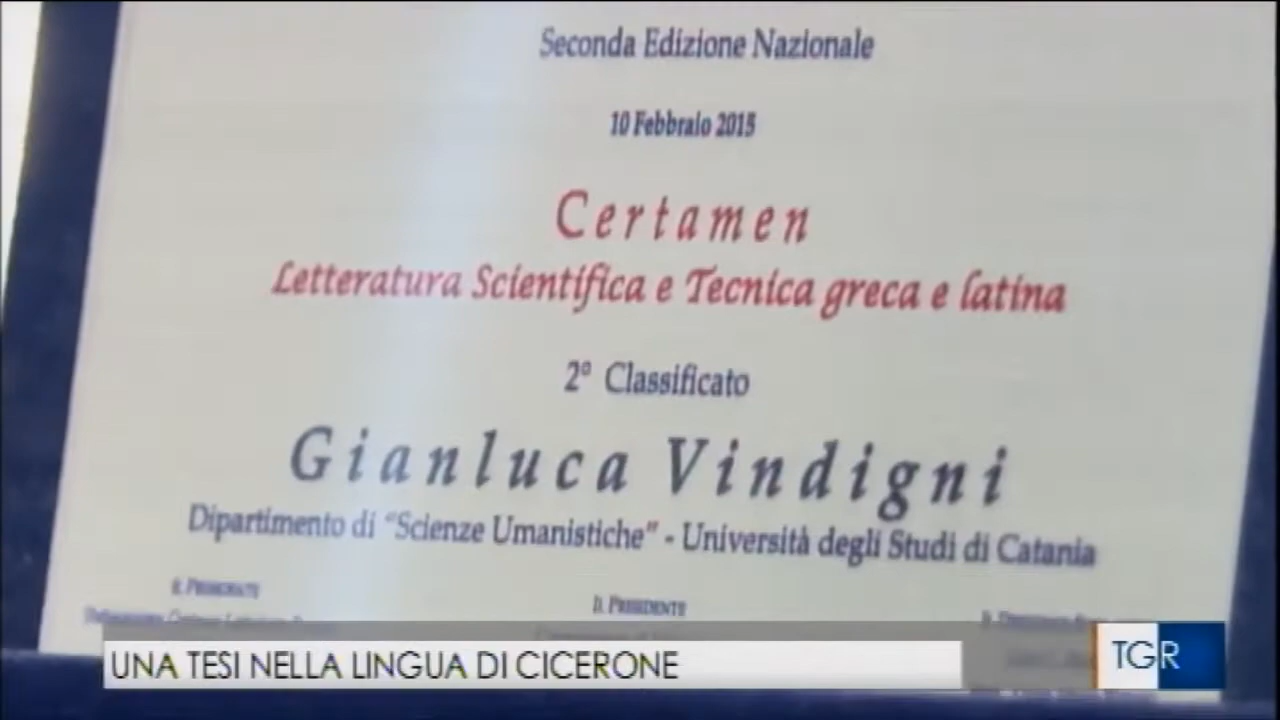 Seconda Edizione Nazionale
10 Febbraio 2015
Certamen
Letteratura Scientifica e Tecnica greca e latina
2° Classificato
Gianluca Vindigni
Dipartimento di "Scienze Umanistiche" - Università degli Studi di Catania
IL PRESIDENTE
UNA TESI NELLA LINGUA DI CICERONE
TGR